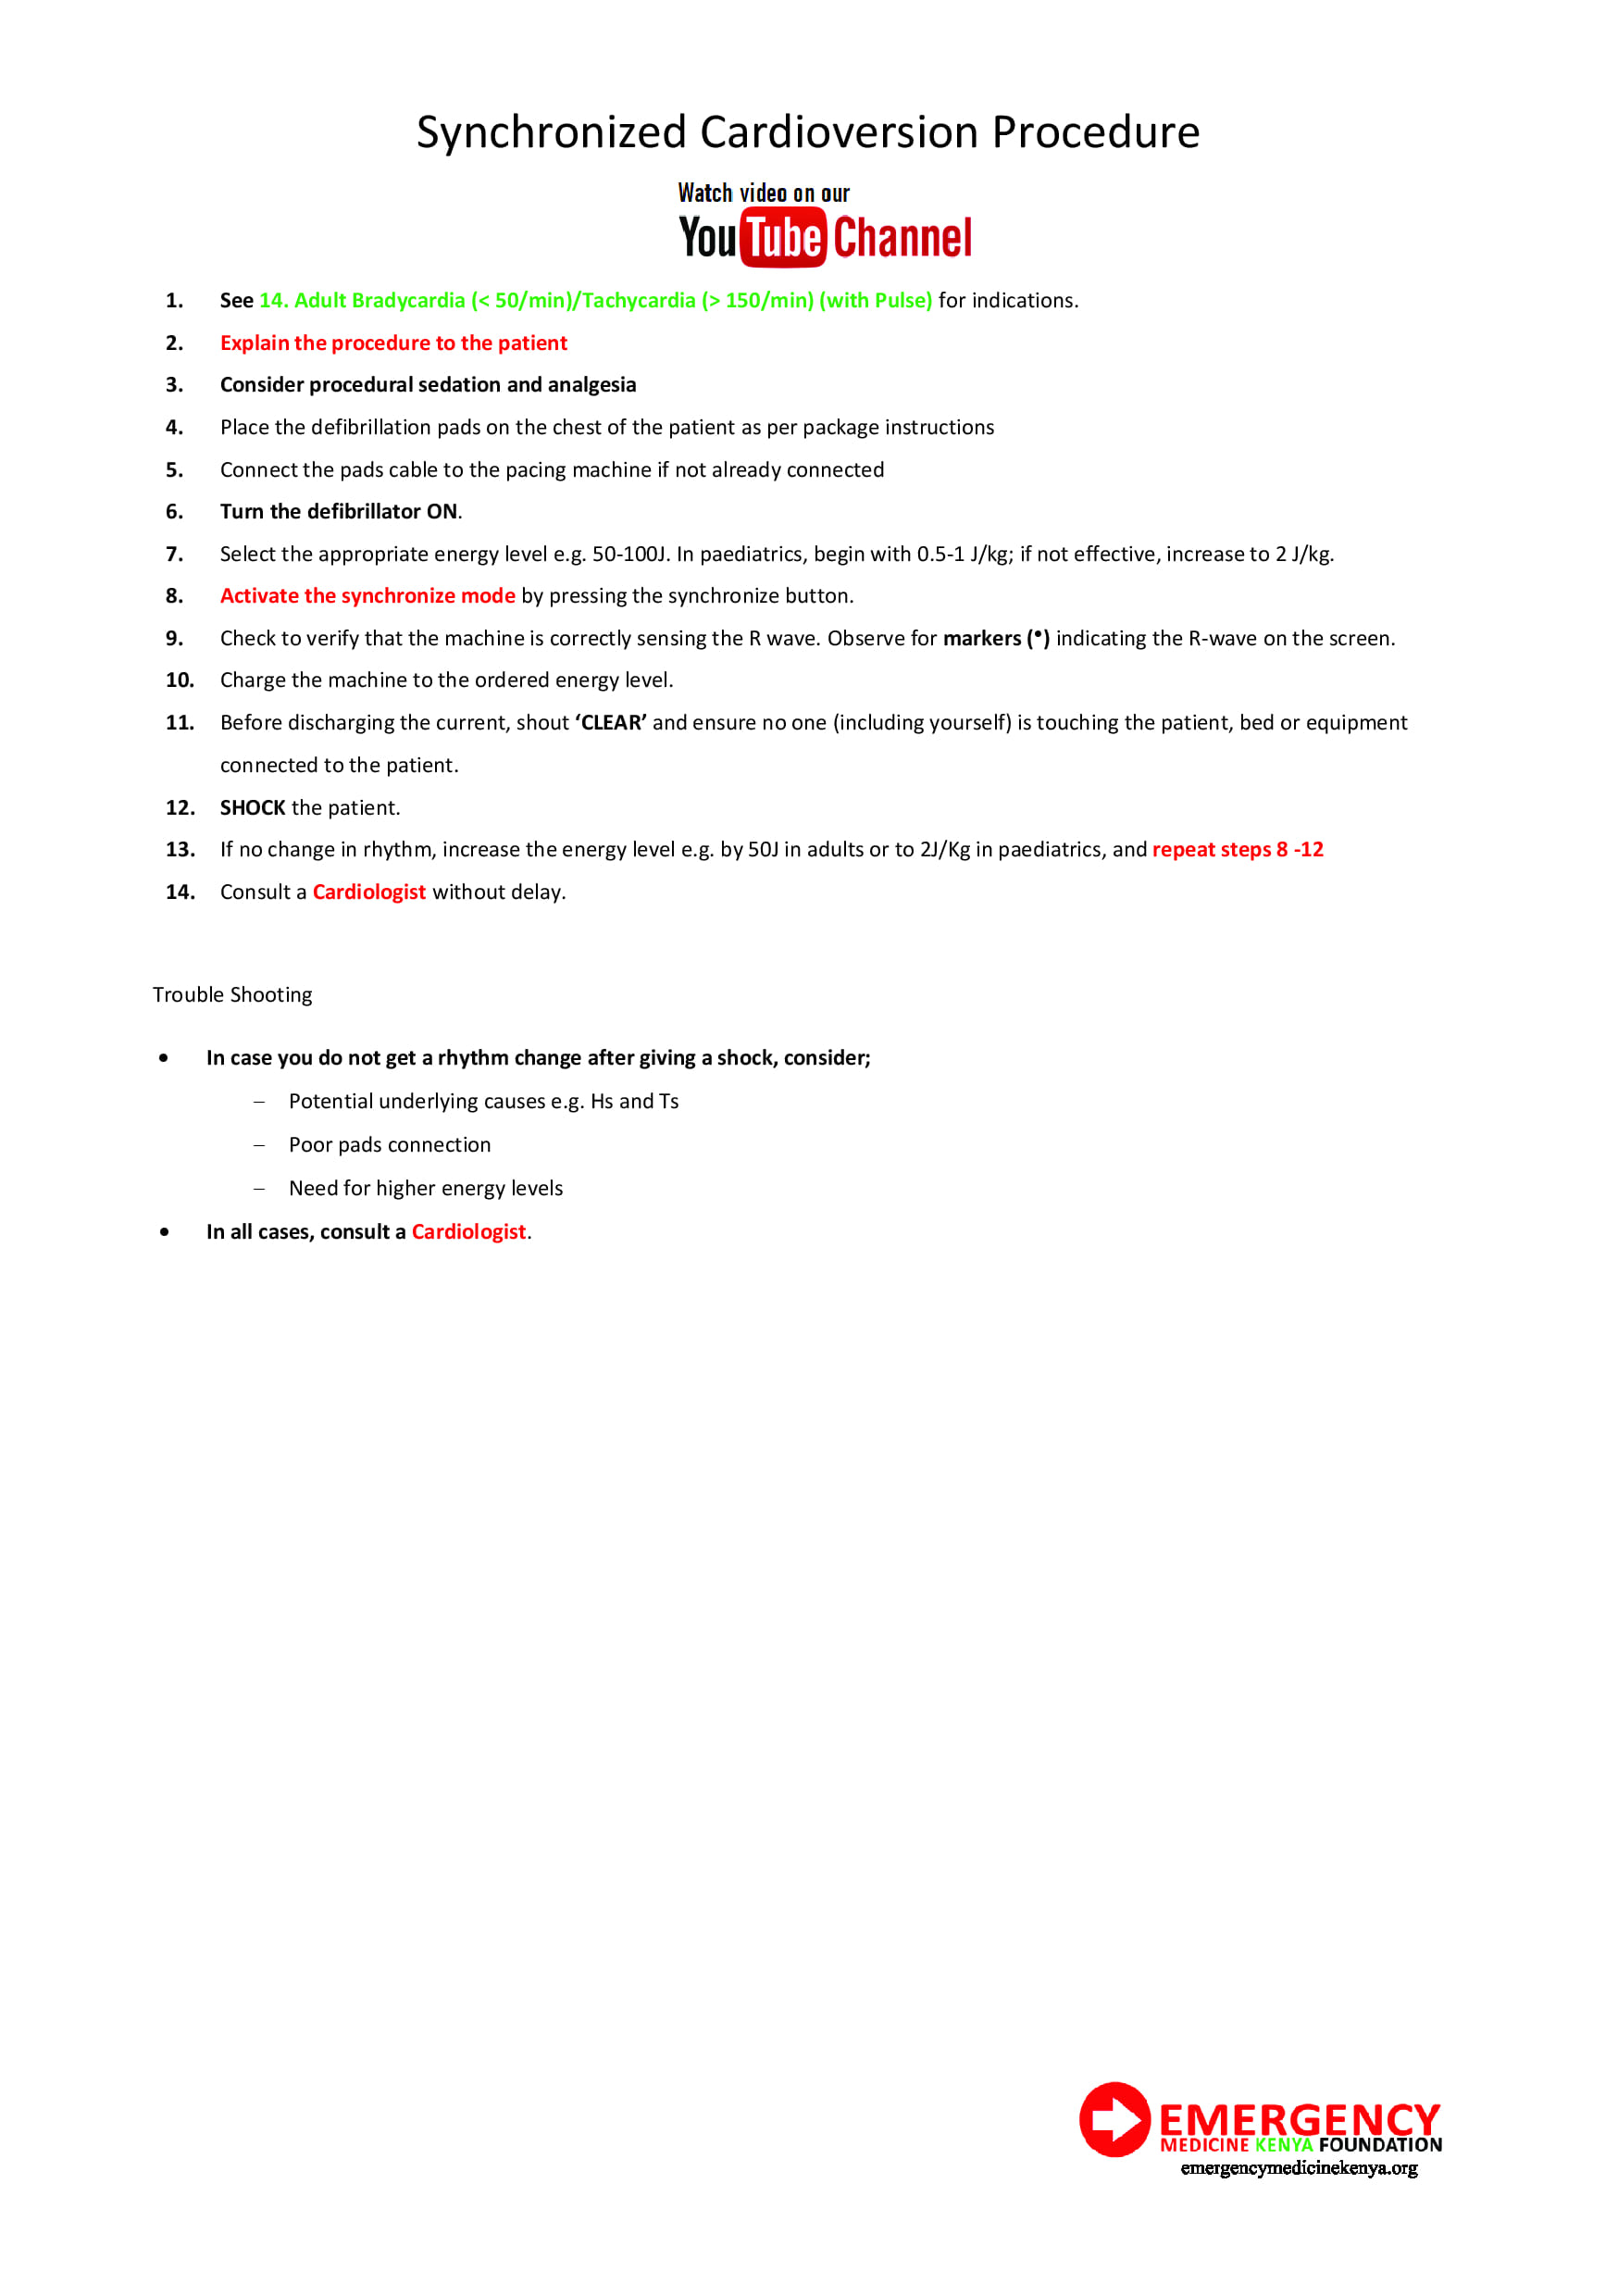 Synchronized Cardioversion Procedure
Watch video on our
YouTube Channel
1. See 14. Adult Bradycardia (< 50/min)/Tachycardia (> 150/min) (with Pulse) for indications.
2. Explain the procedure to the patient
3. Consider procedural sedation and analgesia
4. Place the defibrillation pads on the chest of the patient as per package instructions
5. Connect the pads cable to the pacing machine if not already connected
6. Turn the defibrillator ON.
7. Select the appropriate energy level e.g. 50-100J. In paediatrics, begin with 0.5-1 J/kg; if not effective, increase to 2 J/kg.
8. Activate the synchronize mode by pressing the synchronize button.
9. Check to verify that the machine is correctly sensing the R wave. Observe for markers (•) indicating the R-wave on the screen.
10. Charge the machine to the ordered energy level.
11. Before discharging the current, shout ‘CLEAR’ and ensure no one (including yourself) is touching the patient, bed or equipment
connected to the patient.
12. SHOCK the patient.
13. If no change in rhythm, increase the energy level e.g. by 50J in adults or to 2J/Kg in paediatrics, and repeat steps 8 -12
14. Consult a Cardiologist without delay.
Trouble Shooting
• In case you do not get a rhythm change after giving a shock, consider;
– Potential underlying causes e.g. Hs and Ts
– Poor pads connection
– Need for higher energy levels
• In all cases, consult a Cardiologist.
EMERGENCY
MEDICINE KENYA FOUNDATION
emergencymedicinekenya.org